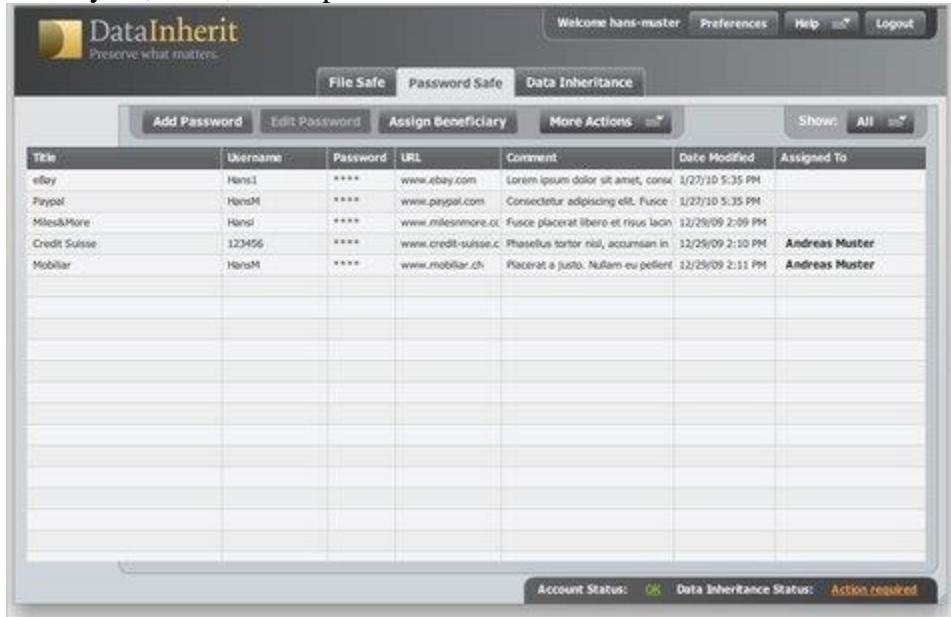 DataInherit
Preserve what matters.
Welcome hans-muster Preferences Help Logout
File Safe Password Safe Data Inheritance
Add Password Edit Password Assign Beneficiary More Actions Show: All
Title Username Password URL Comment Date Modified Assigned To
eBay Hans1 **** www.ebay.com Lorem ipsum dolor sit amet, conse 1/27/10 5:35 PM
Paypal HansM **** www.paypal.com Consectetur adipiscing elit. Fusce 1/27/10 5:35 PM
Miles&More Hansi **** www.milesnmore.cc Fusce placerat libero et risus lacin 12/29/09 2:09 PM
Credit Suisse 123456 **** www.credit-suisse.c Phasellus tortor nisl, accumsan in 12/29/09 2:10 PM Andreas Muster
Mobiliar HansM **** www.mobiliar.ch Placerat a justo. Nullam eu pellent 12/29/09 2:11 PM Andreas Muster
Account Status: OK Data Inheritance Status: Action required